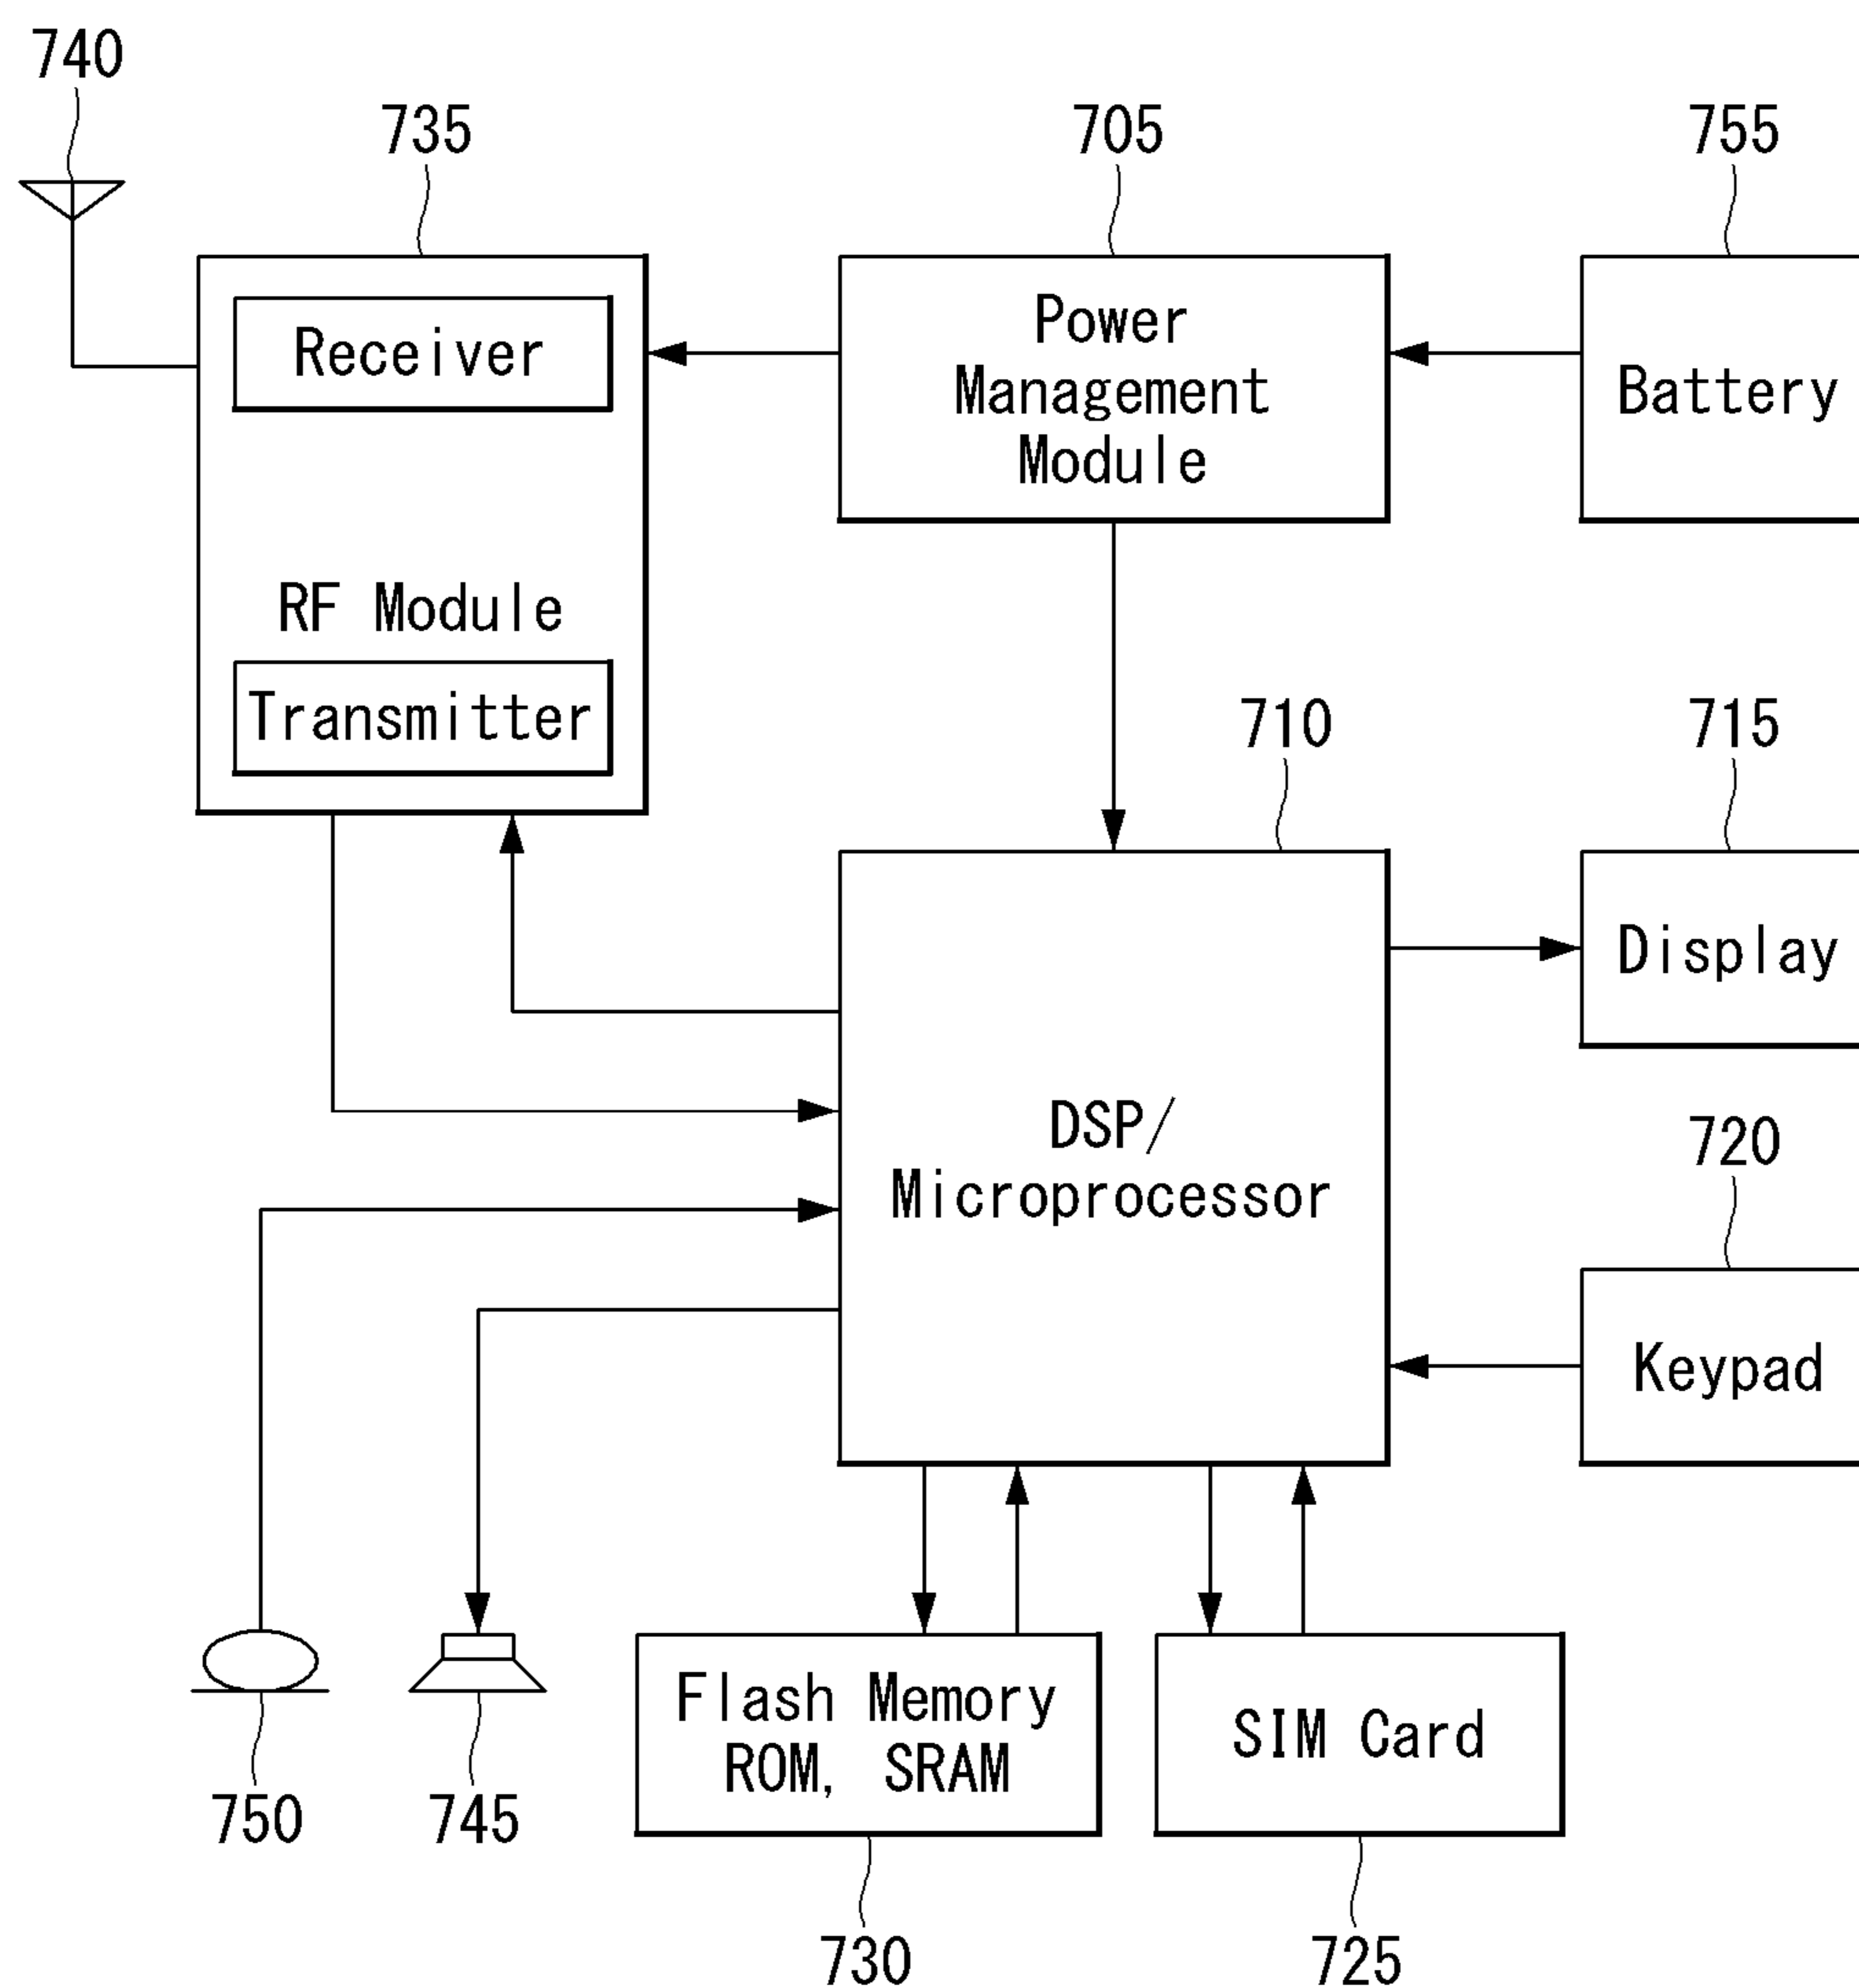 740
735
705
755
Receiver
Power
Management
Module
Battery
RF Module
Transmitter
710
715
Display
DSP/
Microprocessor
720
Keypad
Flash Memory
ROM, SRAM
SIM Card
750
745
730
725